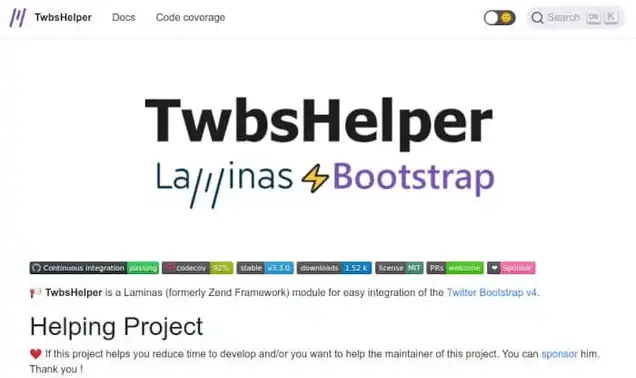 TwbsHelper Docs Code coverage Search K
TwbsHelper
Laminas Bootstrap
Continuous integration passing codecov 92% stable v3.3.0 downloads 1.52 k license MIT PRs welcome Sponsor
TwbsHelper is a Laminas (formerly Zend Framework) module for easy integration of the Twitter Bootstrap v4.
Helping Project
If this project helps you reduce time to develop and/or you want to help the maintainer of this project. You can sponsor him.
Thank you !